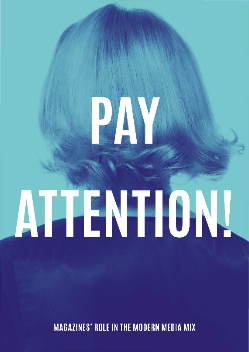 PAY
ATTENTION!
MAGAZINES' ROLE IN THE MODERN MEDIA MIX